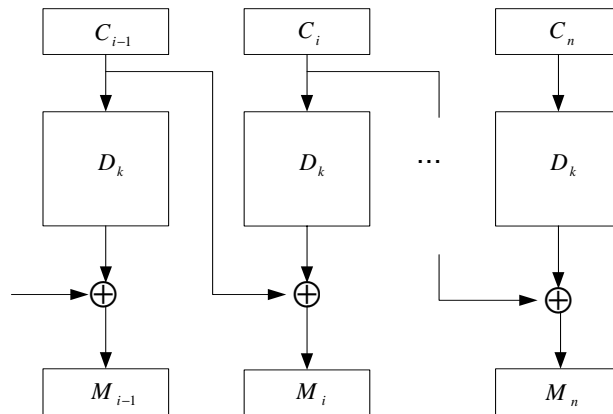 C_{i-1} C_i C_n
D_k D_k ... D_k
M_{i-1} M_i M_n